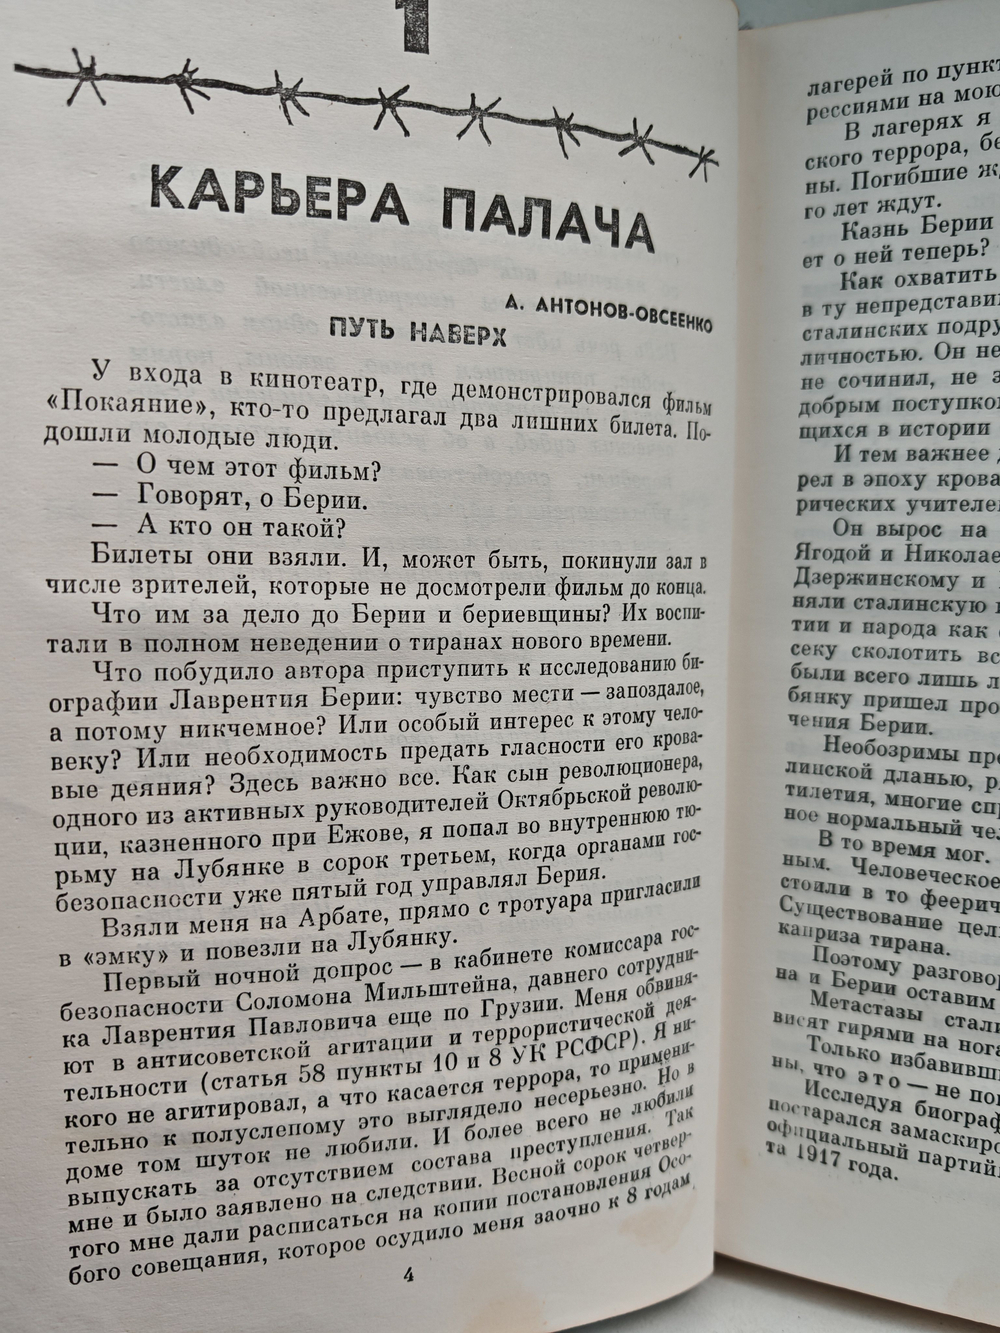 1
КАРЬЕРА ПАЛАЧА
А. АНТОНОВ-ОВСЕЕНКО
ПУТЬ НАВЕРХ
У входа в кинотеатр, где демонстрировался фильм
«Покаяние», кто-то предлагал два лишних билета. По-
дошли молодые люди.
— О чем этот фильм?
— Говорят, о Берии.
— А кто он такой?
Билеты они взяли. И, может быть, покинули зал в
числе зрителей, которые не досмотрели фильм до конца.
Что им за дело до Берии и бериевщины? Их воспи-
тали в полном неведении о тиранах нового времени.
Что побудило автора приступить к исследованию би-
ографии Лаврентия Берии: чувство мести — запоздалое,
а потому никчемное? Или особый интерес к этому чело-
веку? Или необходимость предать гласности его крова-
вые деяния? Здесь важно все. Как сын революционера,
одного из активных руководителей Октябрьской револю-
ции, казненного при Ежове, я попал во внутреннюю тю-
рьму на Лубянке в сорок третьем, когда органами гос-
безопасности уже пятый год управлял Берия.
Взяли меня на Арбате, прямо с тротуара пригласили
в «эмку» и повезли на Лубянку.
Первый ночной допрос — в кабинете комиссара гос-
безопасности Соломона Мильштейна, давнего сотрудни-
ка Лаврентия Павловича еще по Грузии. Меня обвиня-
ют в антисоветской агитации и террористической дея-
тельности (статья 58 пункты 10 и 8 УК РСФСР). Я ни-
кого не агитировал, а что касается террора, то примени-
тельно к полуслепому это выглядело несерьезно. Но в
доме том шуток не любили. И более всего не любили
выпускать за отсутствием состава преступления. Так
мне и было заявлено на следствии. Весной сорок четвер-
того мне дали расписаться на копии постановления Осо-
бого совещания, которое осудило меня заочно к 8 годам
4
лагерей по пункт
рессиями на мою
В лагерях я
ского террора, бе
ны. Погибшие ж
го лет ждут.
Казнь Берии
ет о ней теперь?
Как охватить
в ту непредстави
сталинских подру
личностью. Он не
не сочинил, не з
добрым поступко
щихся в истории
И тем важнее
рел в эпоху крова
рических учителе
Он вырос на
Ягодой и Николае
Дзержинскому и
няли сталинскую
тии и народа как
секу сколотить вс
были всего лишь л
бянку пришел про
чения Берии.
Необозримы пре
линской дланью, р
тилетия, многие спр
ное нормальный чел
В то время мог.
ным. Человеческое
стоили в то феерич
Существование цел
каприза тирана.
Поэтому разговор
на и Берии оставим
Метастазы стали
висят гирями на нога
Только избавивши
ны, что это — не пов
Исследуя биограф
постарался замаскиро
официальный партийн
та 1917 года.